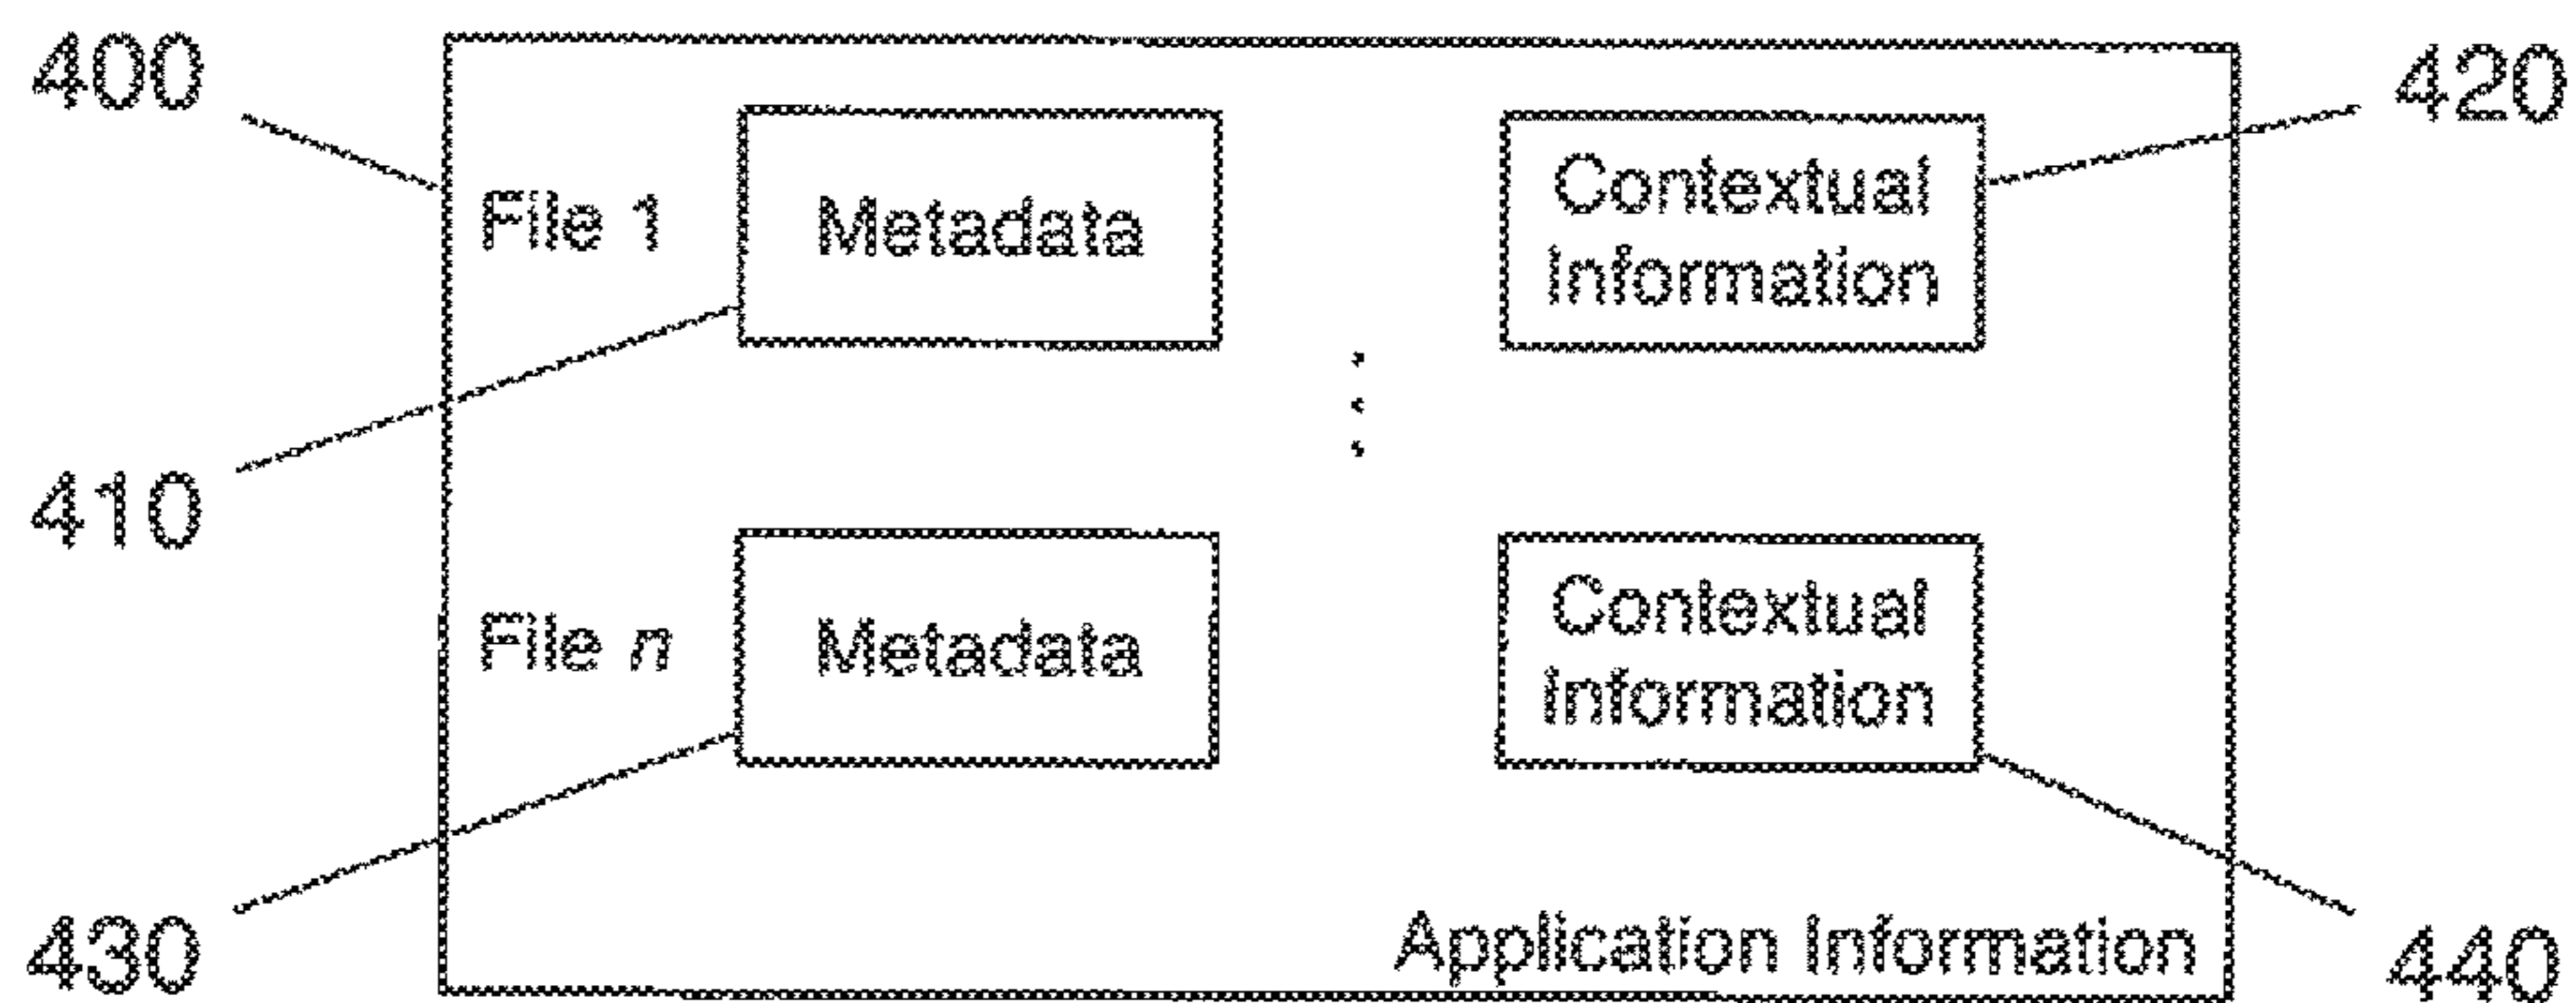 400
420
File 1
Metadata
Contextual
Information
410
File n
Metadata
Contextual
Information
430
Application Information
440